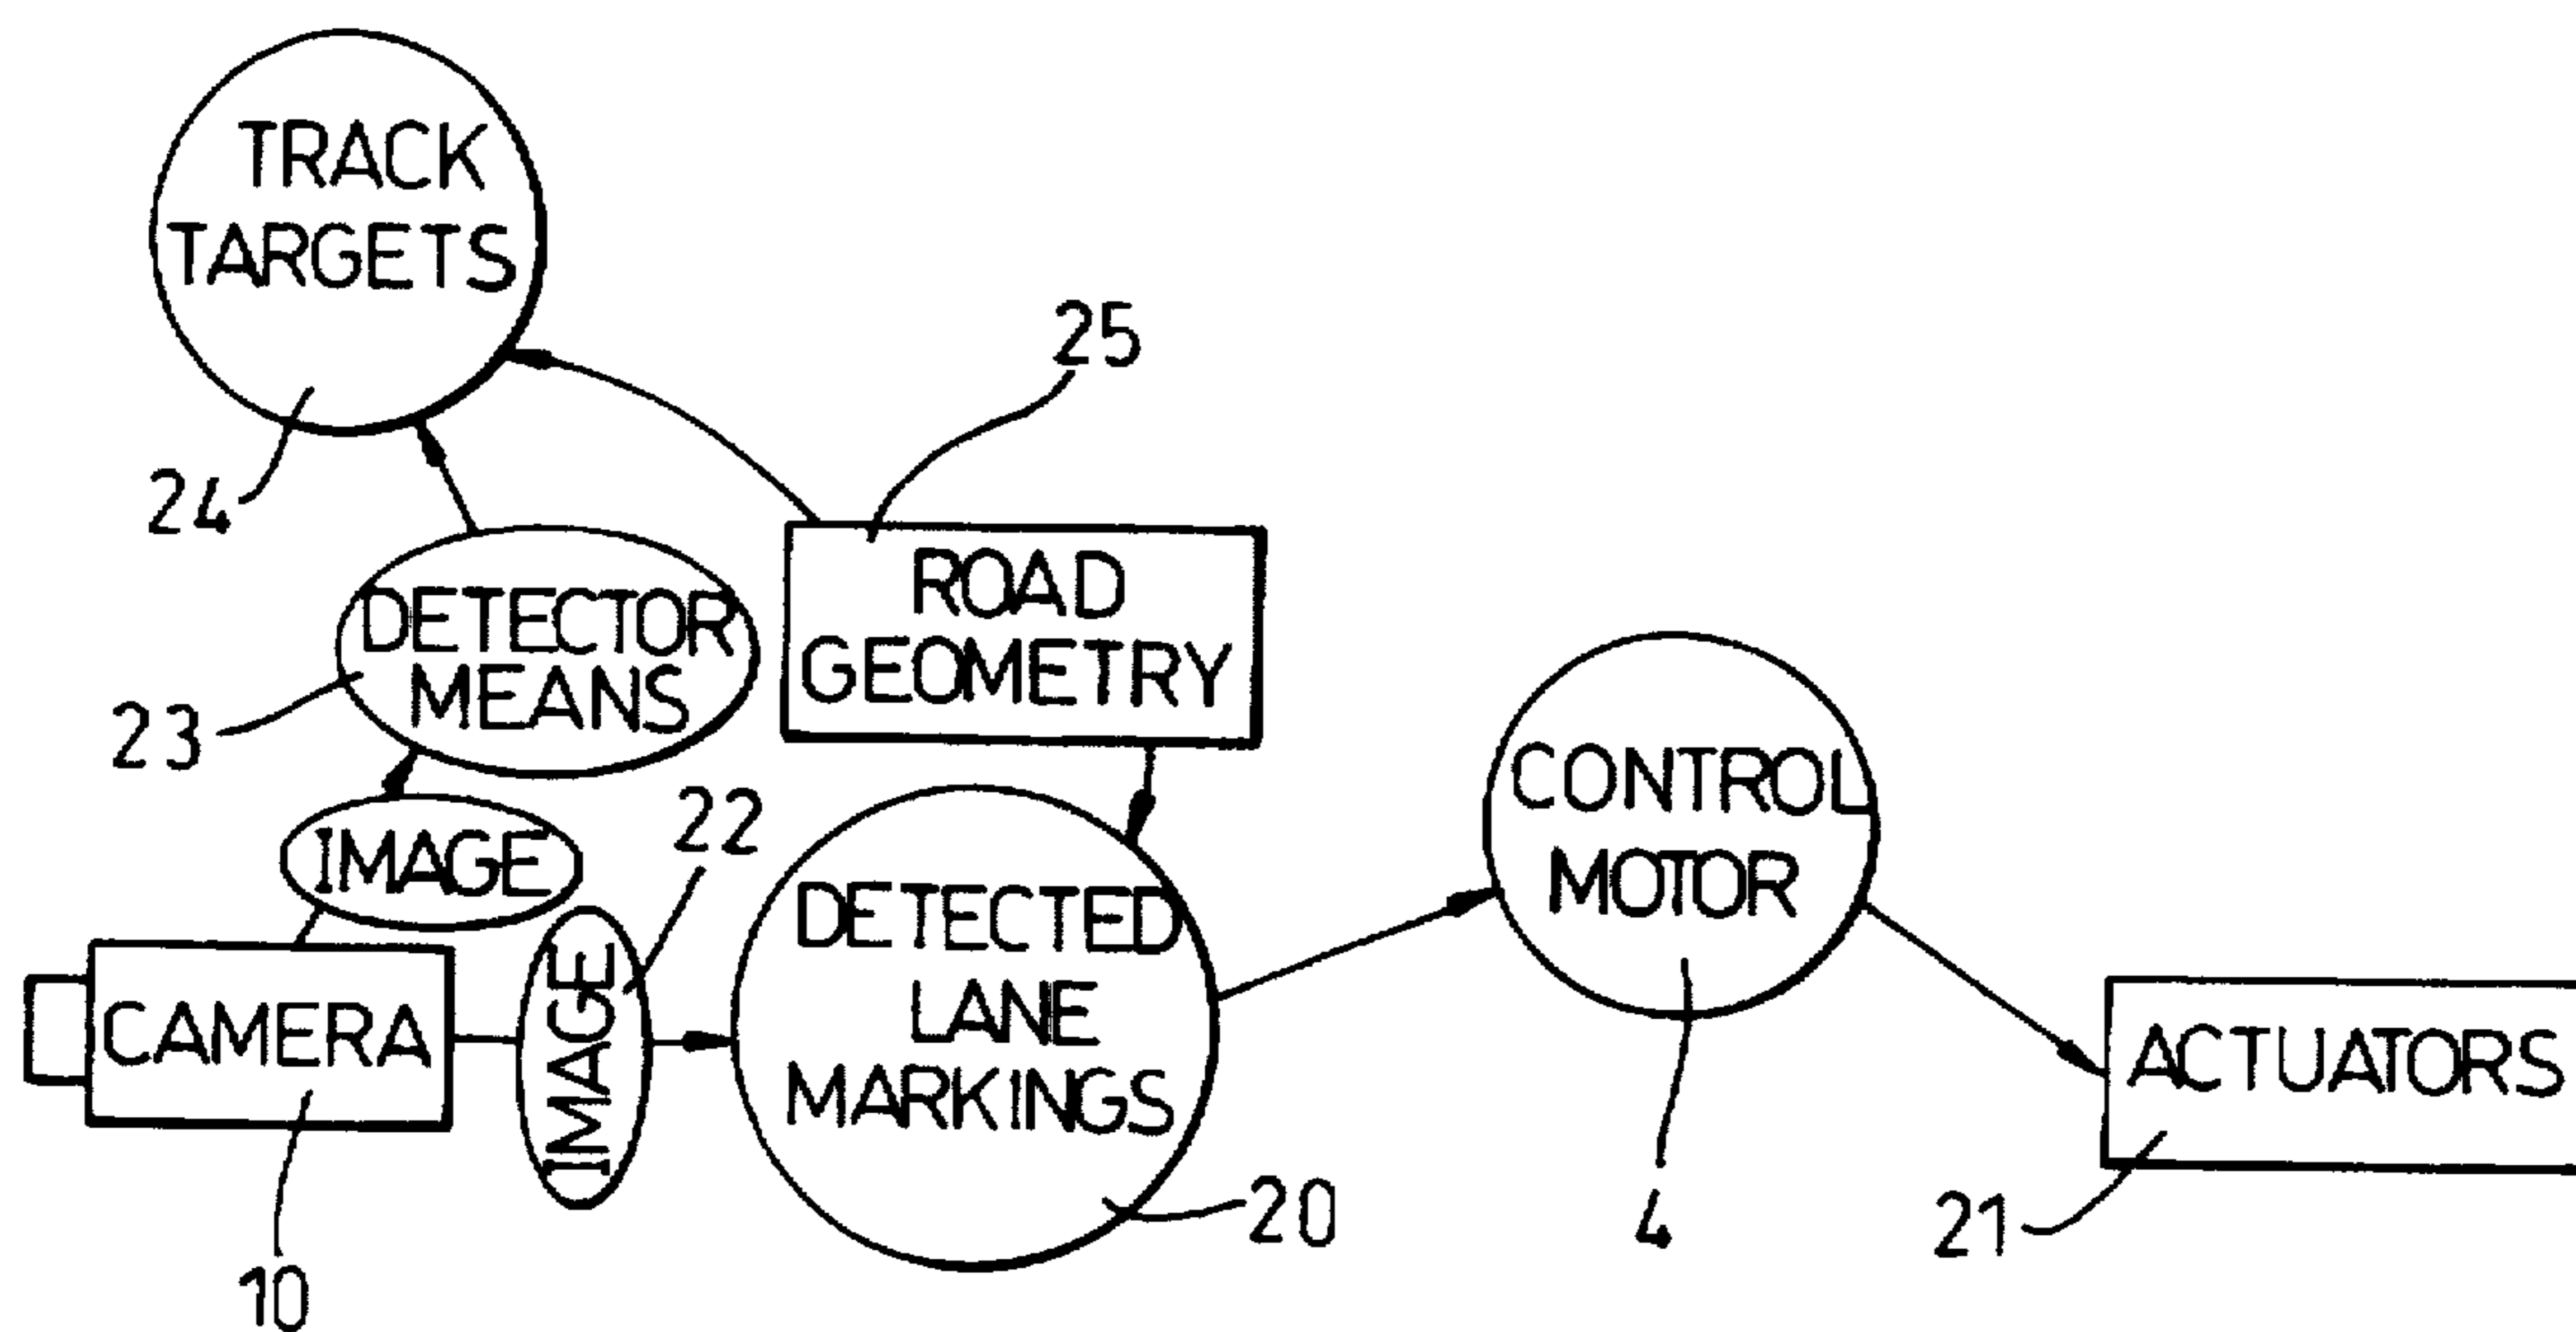 TRACK
TARGETS
24
25
ROAD
GEOMETRY
DETECTOR
MEANS
23
IMAGE
22
IMAGE
CAMERA
10
DETECTED
LANE
MARKINGS
20
CONTROL
MOTOR
4
ACTUATORS
21